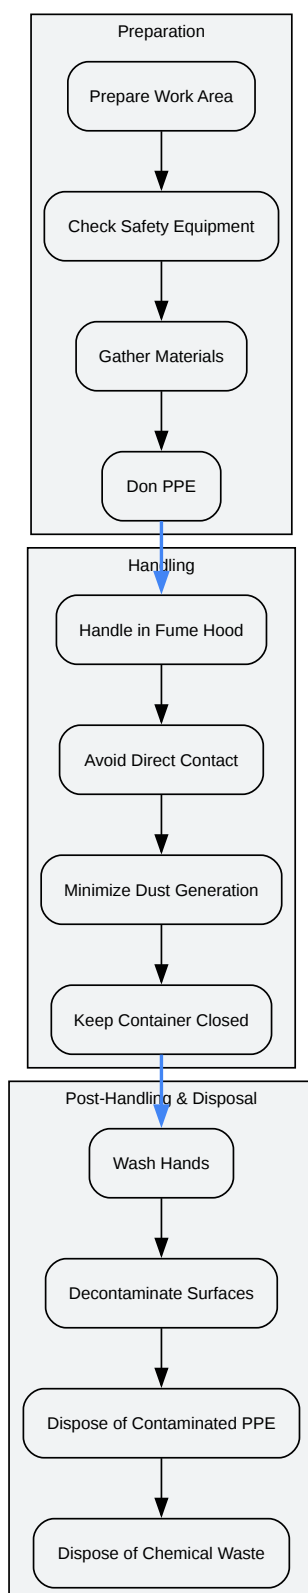 Preparation
Prepare Work Area
Check Safety Equipment
Gather Materials
Don PPE
Handling
Handle in Fume Hood
Avoid Direct Contact
Minimize Dust Generation
Keep Container Closed
Post-Handling & Disposal
Wash Hands
Decontaminate Surfaces
Dispose of Contaminated PPE
Dispose of Chemical Waste